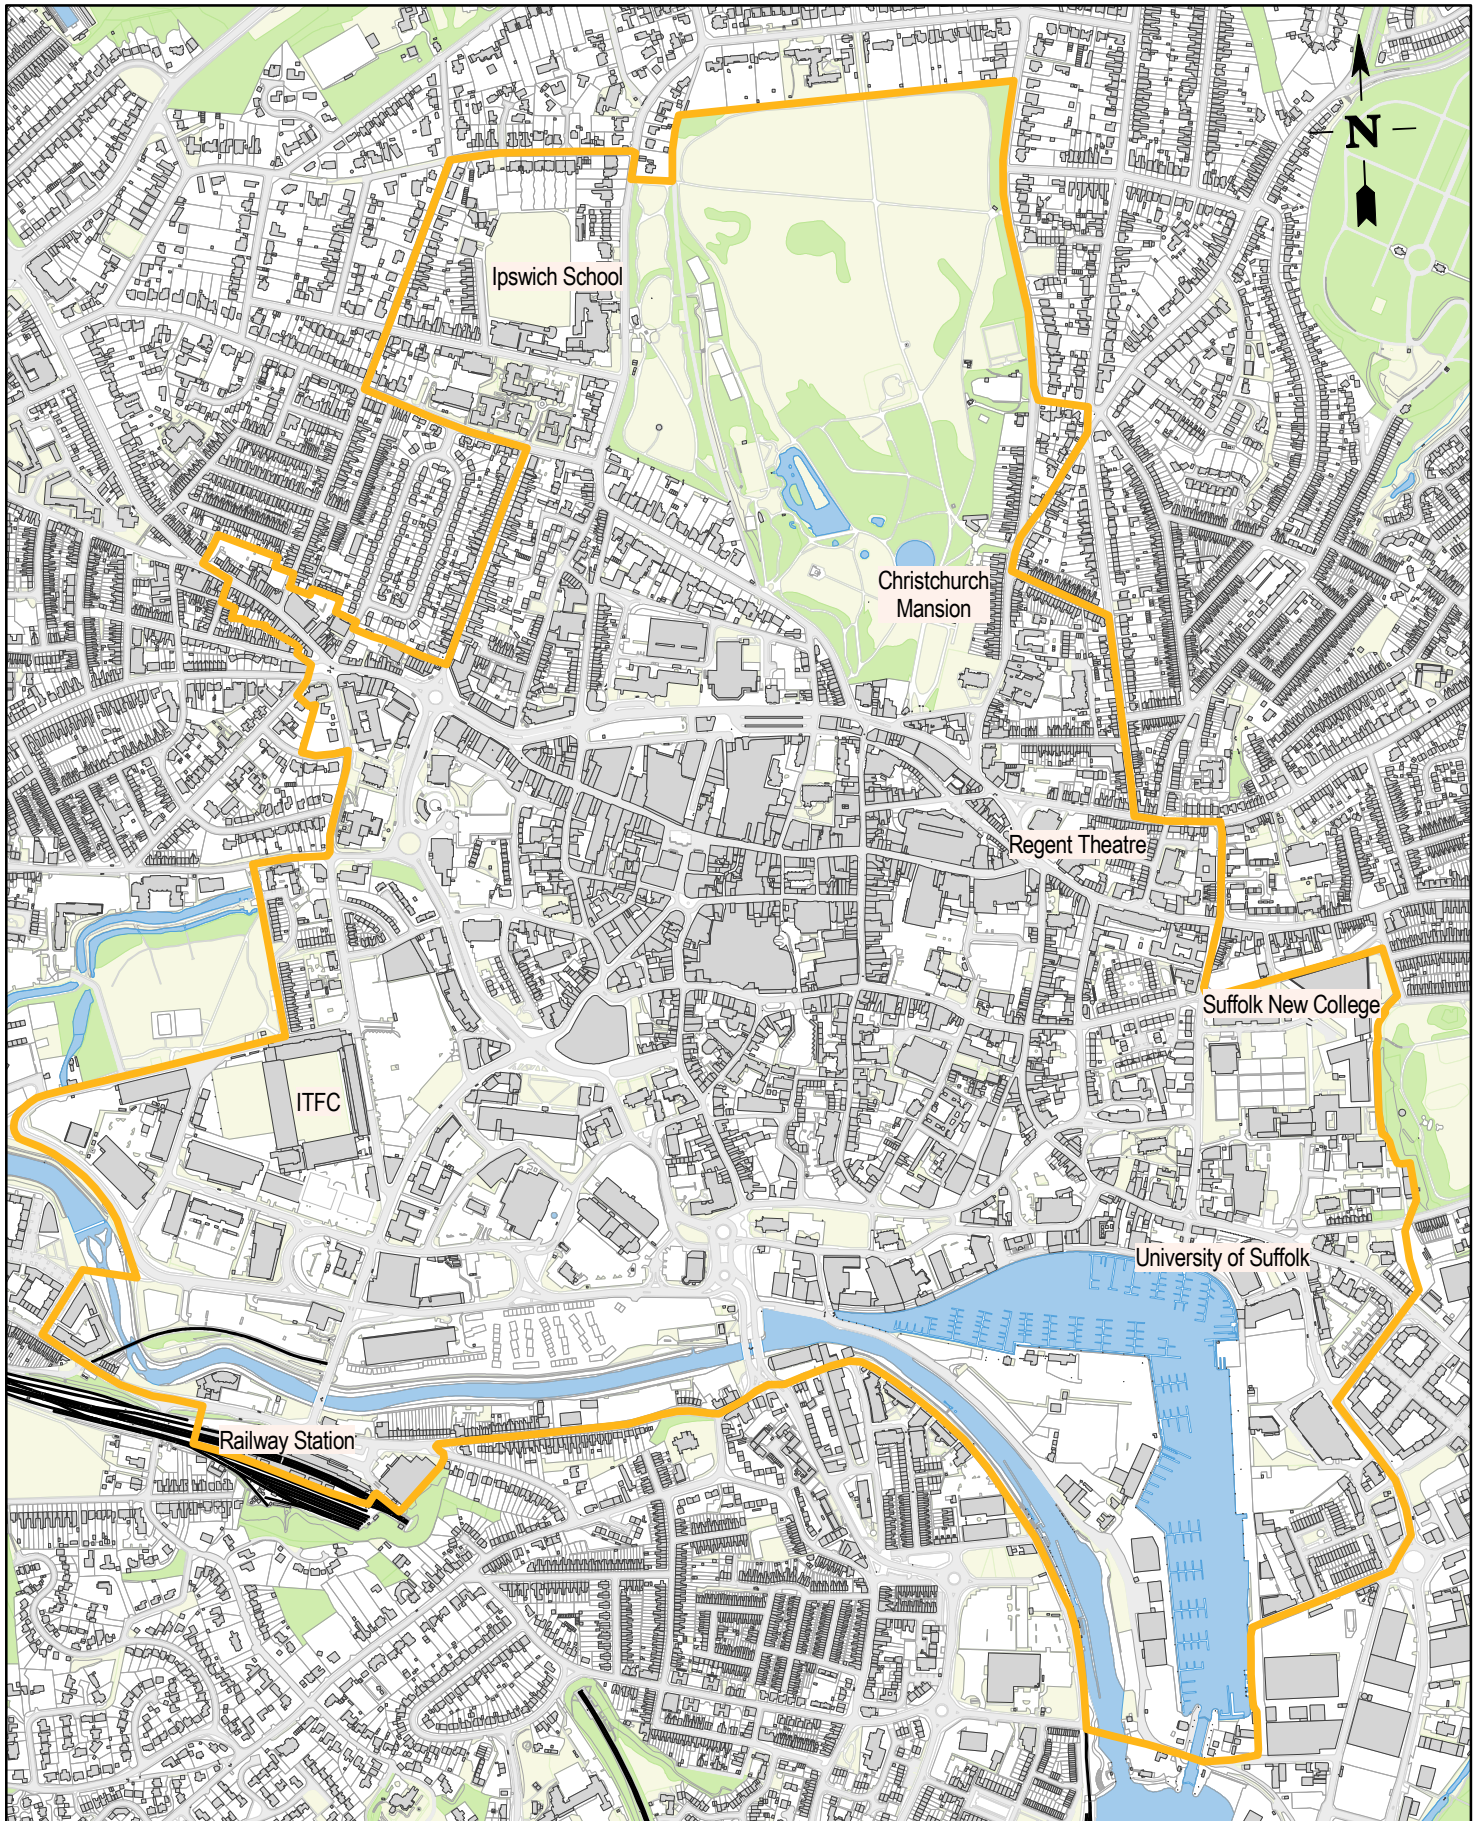 N
Ipswich School
Christchurch
Mansion
Regent Theatre
Suffolk New College
ITFC
University of Suffolk
Railway Station